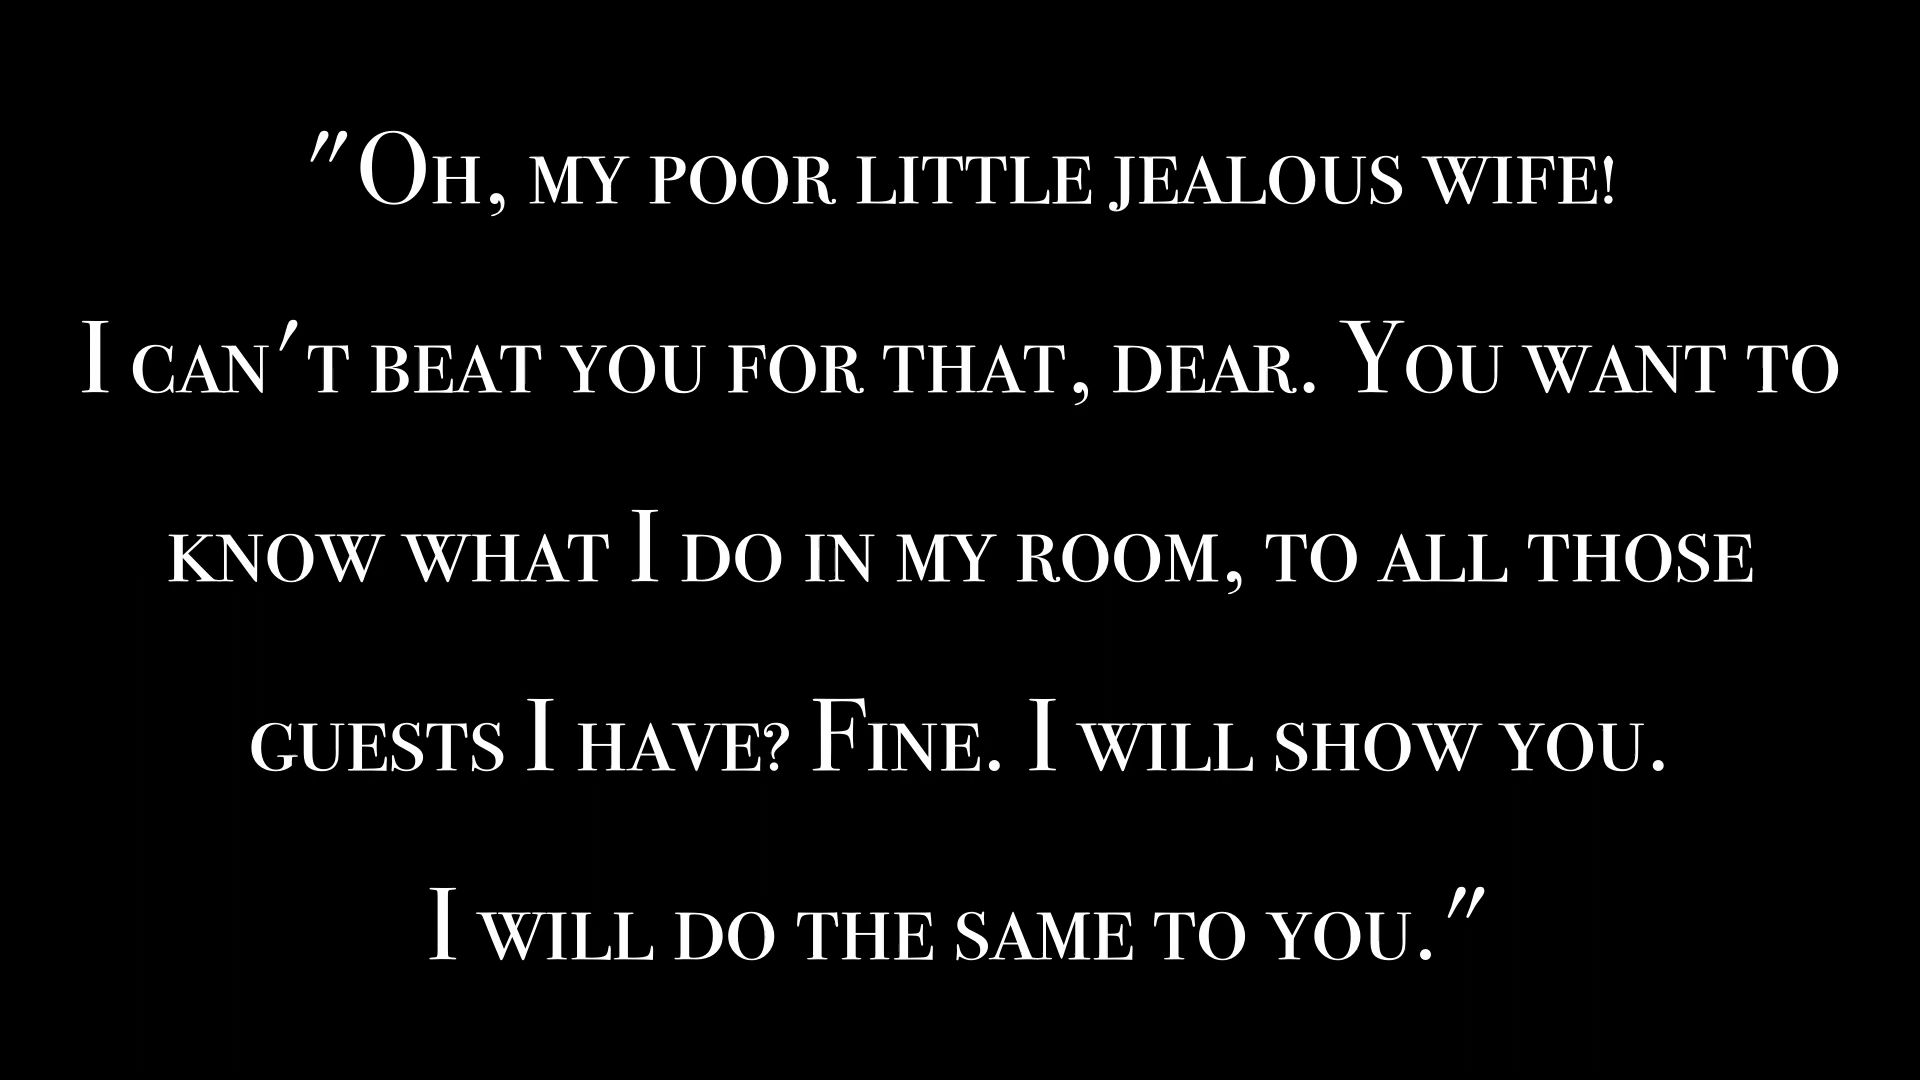 "Oh, my poor little jealous wife!
I can't beat you for that, dear. You want to
know what I do in my room, to all those
guests I have? Fine. I will show you.
I will do the same to you."